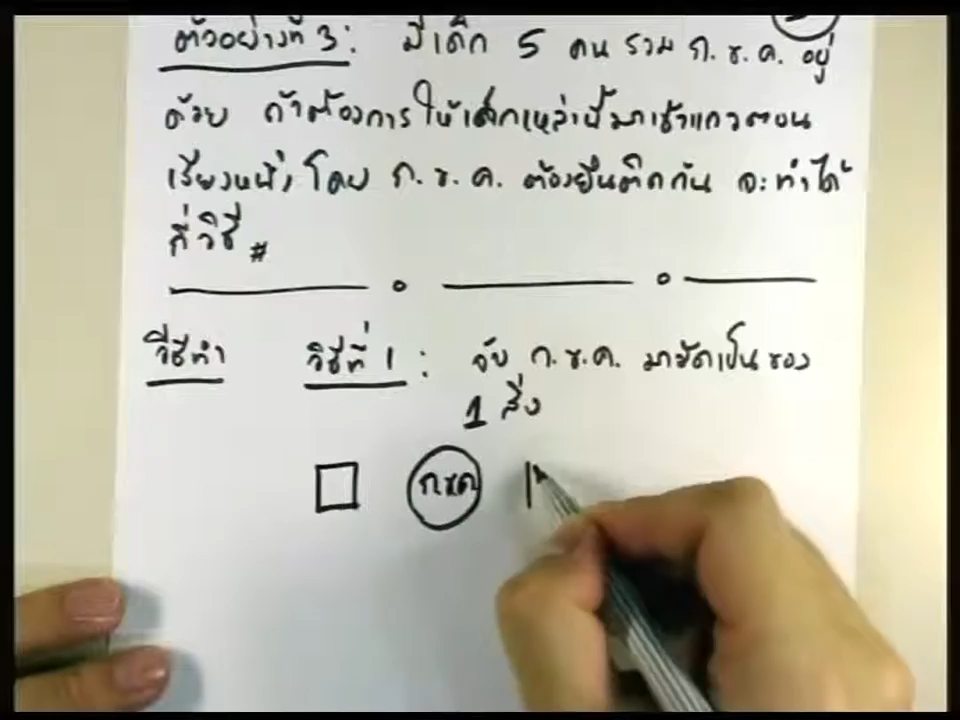 ตัวอย่างที่ 3: มีเด็ก 5 คน รวม ก. ข. ค. อยู่
ด้วย ถ้าต้องการให้เด็กเหล่านี้มาเข้าแถวตอน
เรียงหนึ่ง โดย ก. ข. ค. ต้องยืนติดกัน จะทำได้
กี่วิธี #
วิธีทำ วิธีที่ 1 : จับ ก. ข. ค. มามัดเป็นของ
1 สิ่ง
กขค